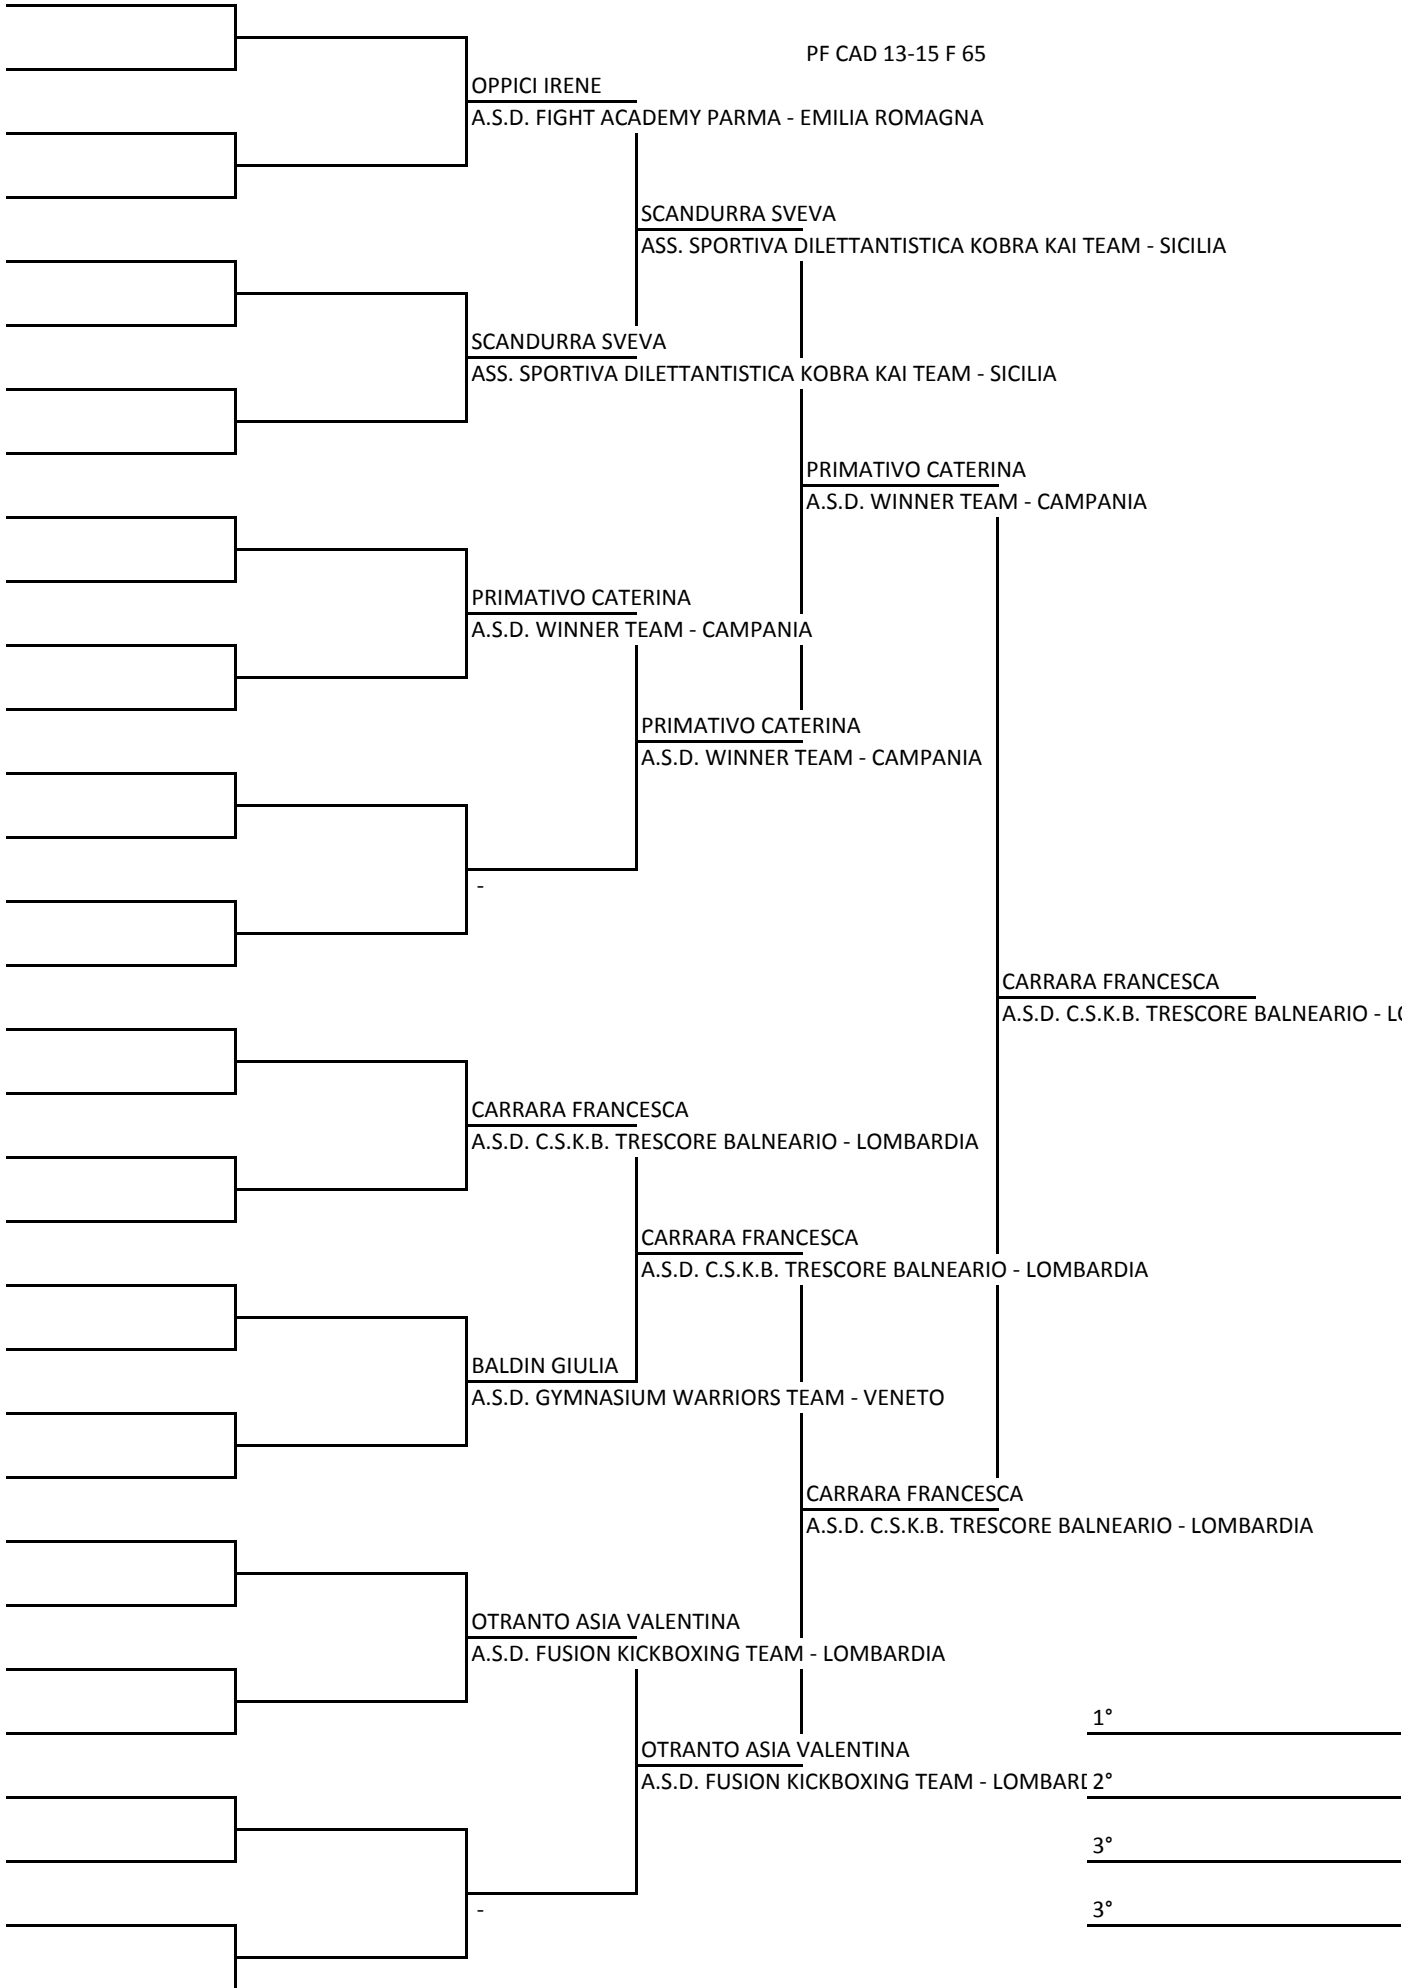 PF CAD 13-15 F 65
OPPICI IRENE
A.S.D. FIGHT ACADEMY PARMA - EMILIA ROMAGNA
SCANDURRA SVEVA
ASS. SPORTIVA DILETTANTISTICA KOBRA KAI TEAM - SICILIA
SCANDURRA SVEVA
ASS. SPORTIVA DILETTANTISTICA KOBRA KAI TEAM - SICILIA
PRIMATIVO CATERINA
A.S.D. WINNER TEAM - CAMPANIA
PRIMATIVO CATERINA
A.S.D. WINNER TEAM - CAMPANIA
PRIMATIVO CATERINA
A.S.D. WINNER TEAM - CAMPANIA
-
CARRARA FRANCESCA
A.S.D. C.S.K.B. TRESCORE BALNEARIO - LO
CARRARA FRANCESCA
A.S.D. C.S.K.B. TRESCORE BALNEARIO - LOMBARDIA
CARRARA FRANCESCA
A.S.D. C.S.K.B. TRESCORE BALNEARIO - LOMBARDIA
BALDIN GIULIA
A.S.D. GYMNASIUM WARRIORS TEAM - VENETO
CARRARA FRANCESCA
A.S.D. C.S.K.B. TRESCORE BALNEARIO - LOMBARDIA
OTRANTO ASIA VALENTINA
A.S.D. FUSION KICKBOXING TEAM - LOMBARDIA
1°
OTRANTO ASIA VALENTINA
A.S.D. FUSION KICKBOXING TEAM - LOMBARD
2°
3°
3°
-